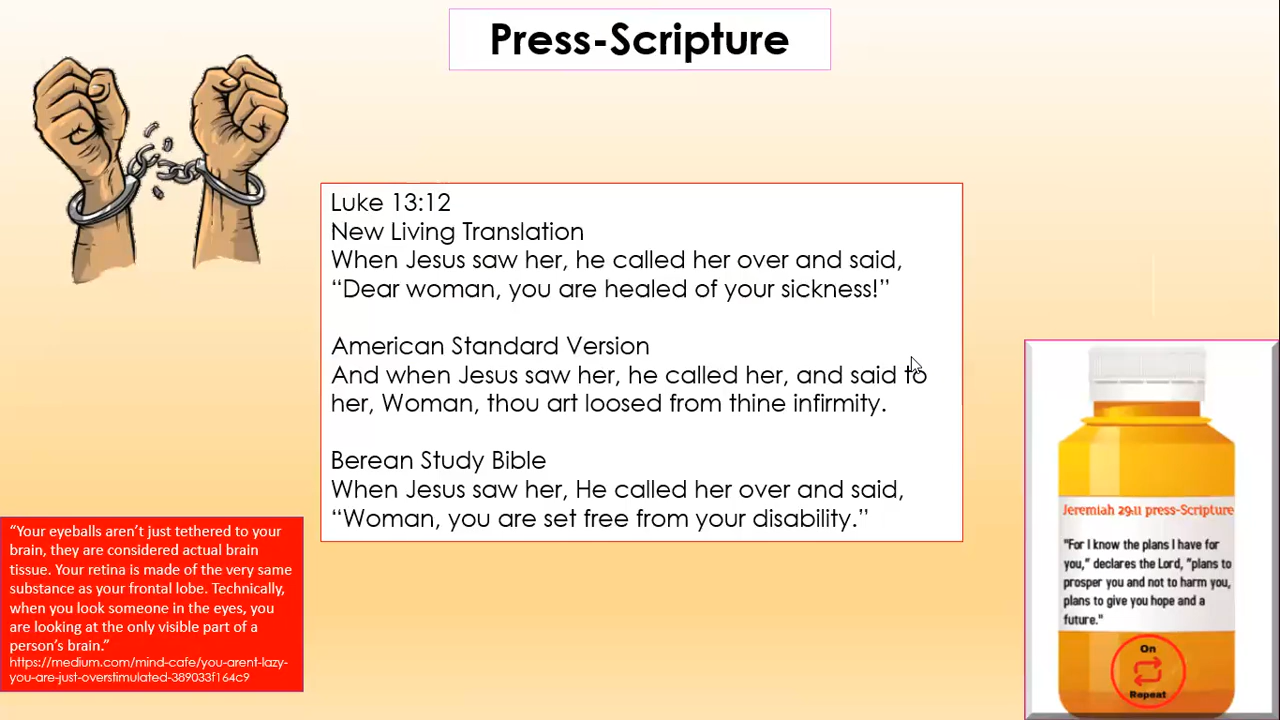 Press-Scripture
Luke 13:12
New Living Translation
When Jesus saw her, he called her over and said,
“Dear woman, you are healed of your sickness!”
American Standard Version
And when Jesus saw her, he called her, and said to
her, Woman, thou art loosed from thine infirmity.
Berean Study Bible
When Jesus saw her, He called her over and said,
“Woman, you are set free from your disability.”
“Your eyeballs aren’t just tethered to your
brain, they are considered actual brain
tissue. Your retina is made of the very same
substance as your frontal lobe. Technically,
when you look someone in the eyes, you
are looking at the only visible part of a
person’s brain.”
https://medium.com/mind-cafe/you-arent-lazy-
you-are-just-overstimulated-389033f164c9
Jeremiah 29:11 press-Scripture
"For I know the plans I have for
you," declares the Lord, "plans to
prosper you and not to harm you,
plans to give you hope and a
future."
On
Repeat